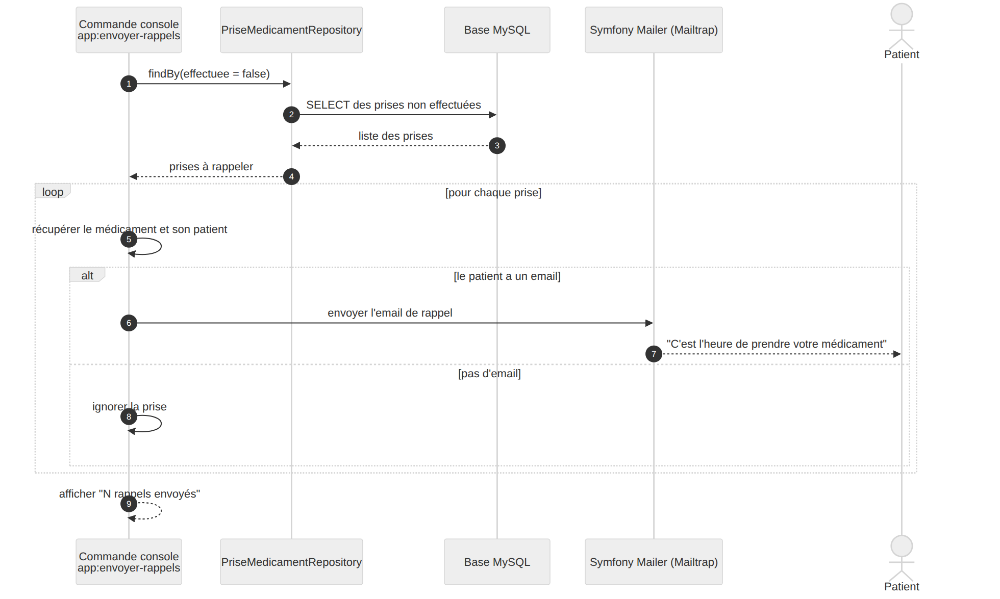 Commande console
app:envoyer-rappels
PriseMedicamentRepository
Base MySQL
Symfony Mailer (Mailtrap)
Patient
findBy(effectuee = false)
1
SELECT des prises non effectuées
2
liste des prises
3
prises à rappeler
4
loop
[pour chaque prise]
récupérer le médicament et son patient
5
alt
[le patient a un email]
envoyer l'email de rappel
6
"C'est l'heure de prendre votre médicament"
7
[pas d'email]
ignorer la prise
8
afficher "N rappels envoyés"
9
Commande console
app:envoyer-rappels
PriseMedicamentRepository
Base MySQL
Symfony Mailer (Mailtrap)
Patient